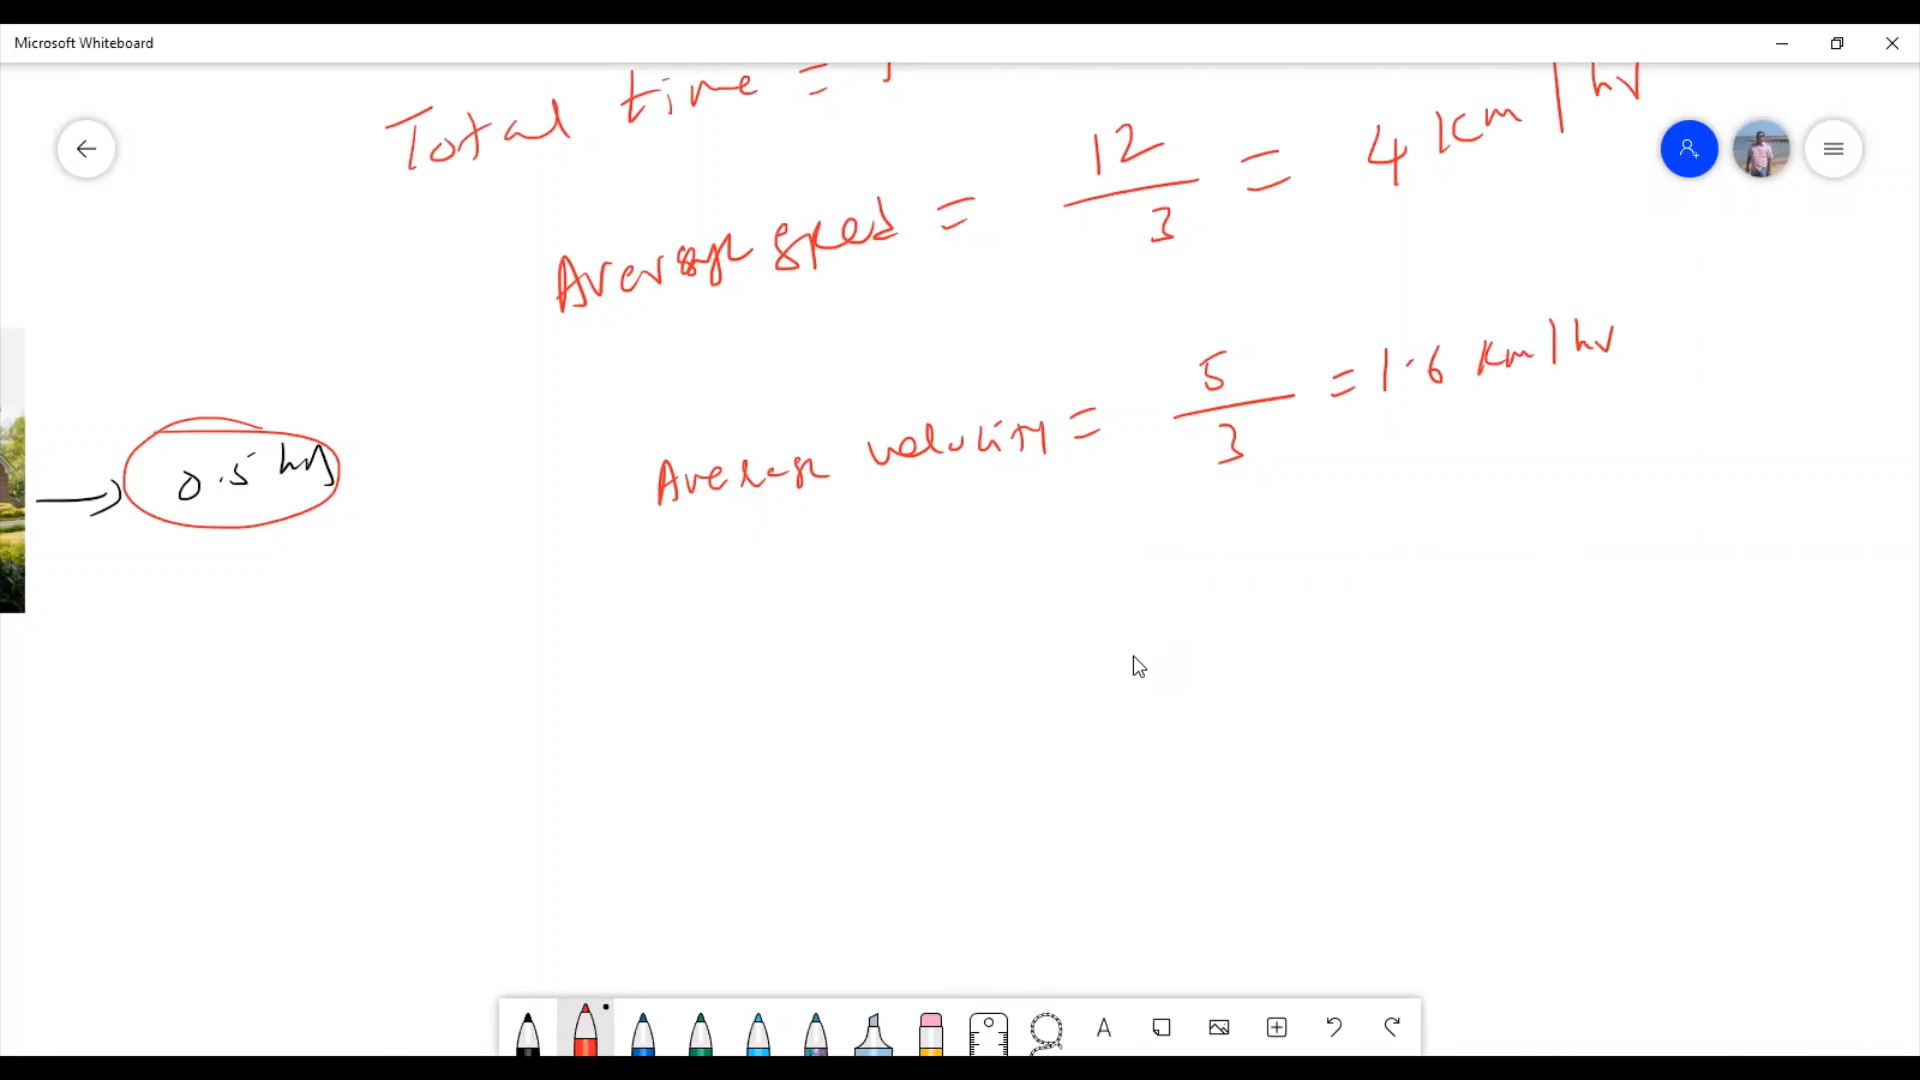 Microsoft Whiteboard
Total time =
Average speed = 12/3 = 4 Km/hr
Average velocity = 5/3 = 1.6 Km/hr
0.5 hrs
A